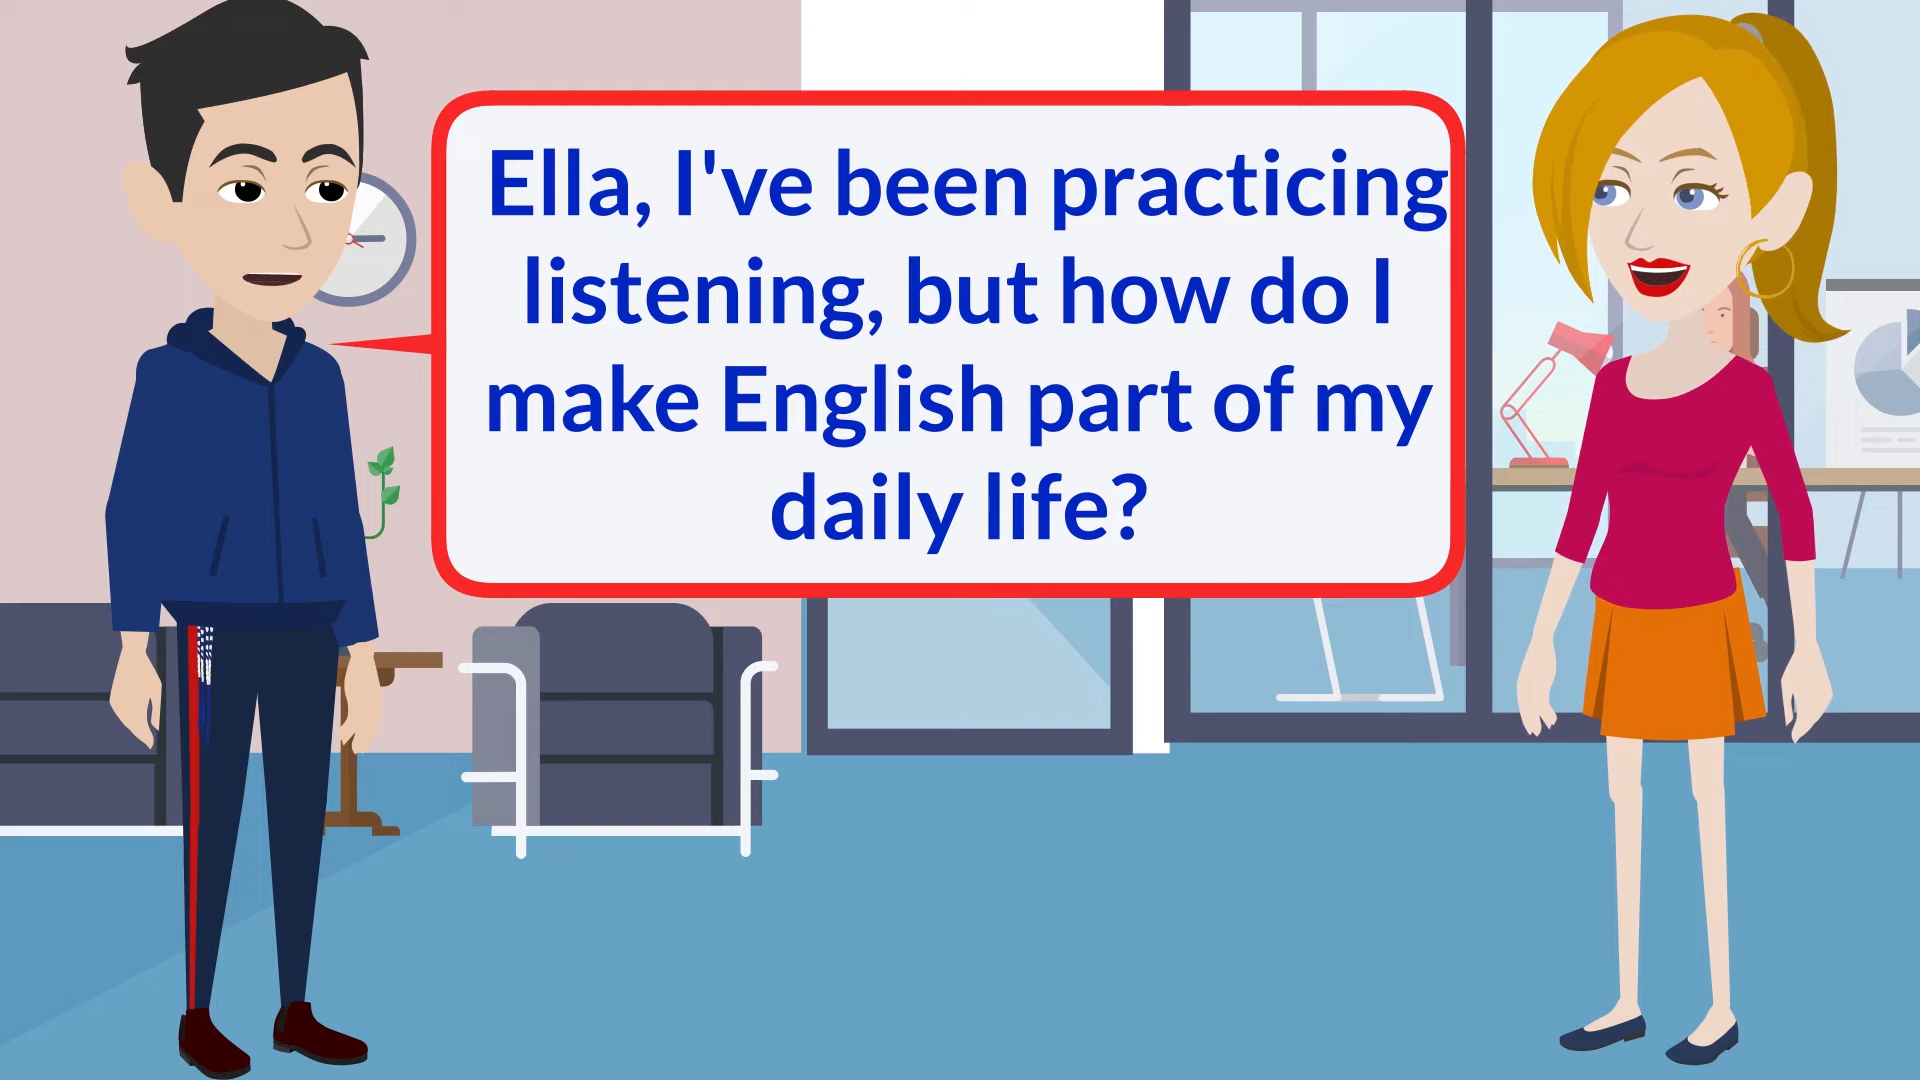 Ella, I've been practicing
listening, but how do I
make English part of my
daily life?